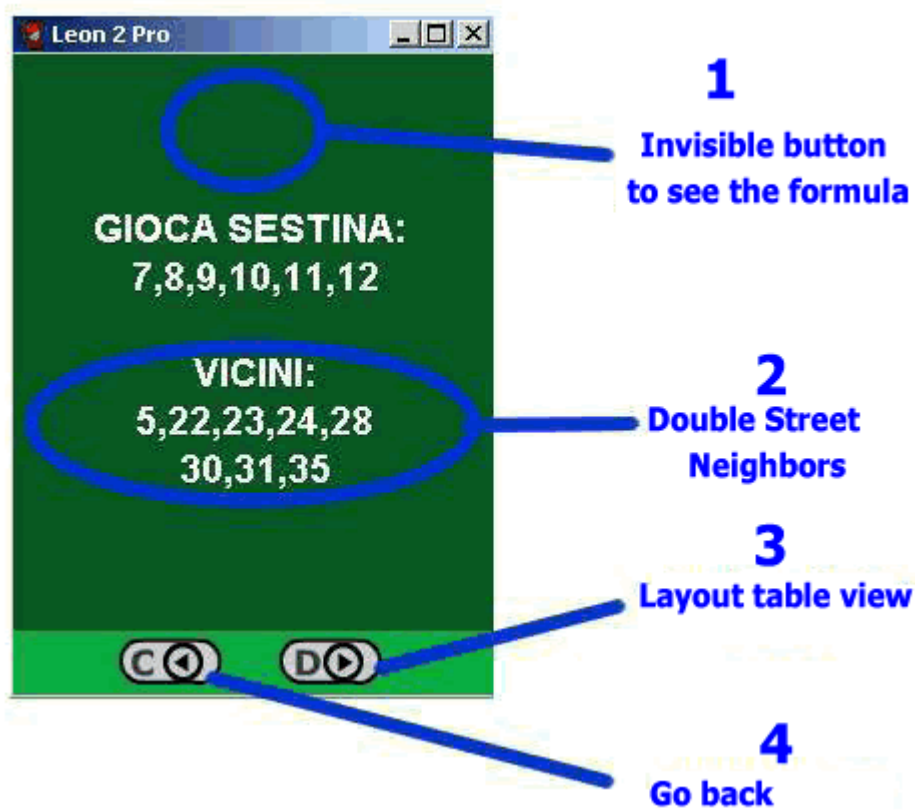 Leon 2 Pro
1
Invisible button
to see the formula
GIOCA SESTINA:
7,8,9,10,11,12
VICINI:
5,22,23,24,28
30,31,35
2
Double Street
Neighbors
3
Layout table view
C D
4
Go back